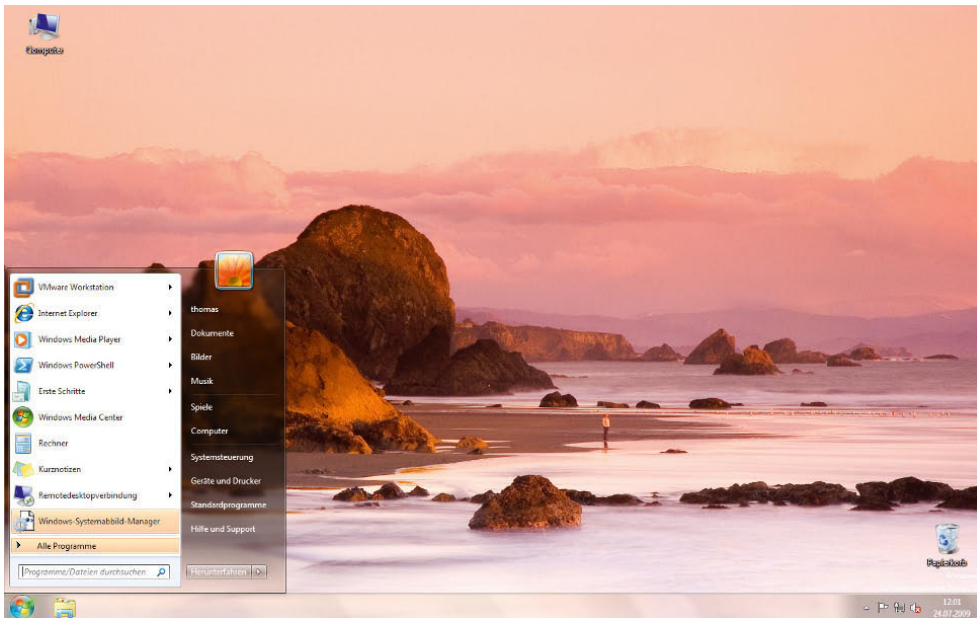 Computer
VMware Workstation
Internet Explorer
Windows Media Player
Windows PowerShell
Erste Schritte
Windows Media Center
Rechner
Kurznotizen
Remotedesktopverbindung
Windows-Systemabbild-Manager
Alle Programme
Programme/Dateien durchsuchen
thomas
Dokumente
Bilder
Musik
Spiele
Computer
Systemsteuerung
Geräte und Drucker
Standardprogramme
Hilfe und Support
Herunterfahren
Papierkorb
12:01
24.07.2009